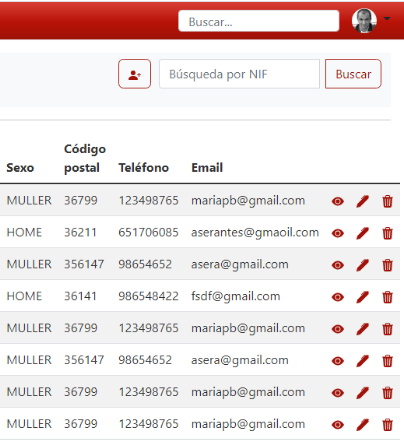 Buscar...
Búsqueda por NIF Buscar
Sexo Código postal Teléfono Email
MULLER 36799 123498765 mariapb@gmail.com
HOME 36211 651706085 aserantes@gmaoil.com
MULLER 356147 98654652 asera@gmail.com
HOME 36141 986548422 fsdf@gmail.com
MULLER 36799 123498765 mariapb@gmail.com
MULLER 356147 98654652 asera@gmail.com
MULLER 36799 123498765 mariapb@gmail.com
MULLER 36799 123498765 mariapb@gmail.com